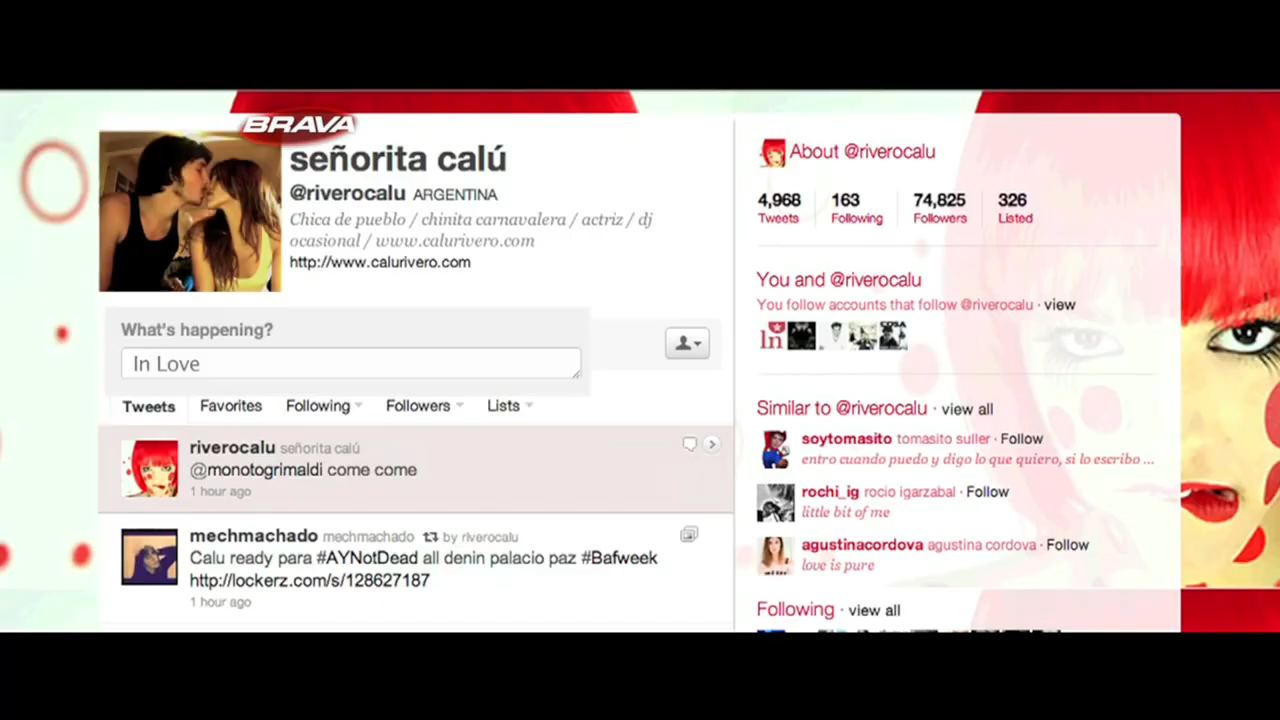 BRAVA
señorita calú
@riverocalu ARGENTINA
Chica de pueblo / chinita carnavalera / actriz / dj
ocasional / www.calurivero.com
http://www.calurivero.com
What's happening?
In Love
Tweets Favorites Following Followers Lists
riverocalu señorita calú
@monotogrimaldi come come
1 hour ago
mechmachado mechmachado by riverocalu
Calu ready para #AYNotDead all denin palacio paz #Bafweek
http://lockerz.com/s/128627187
1 hour ago
About @riverocalu
4,968 163 74,825 326
Tweets Following Followers Listed
You and @riverocalu
You follow accounts that follow @riverocalu · view
In
Similar to @riverocalu · view all
soytomasito tomasito suller · Follow
entro cuando puedo y digo lo que quiero, si lo escribo ...
rochi_ig rocio igarzabal · Follow
little bit of me
agustinacordova agustina cordova · Follow
love is pure
Following · view all